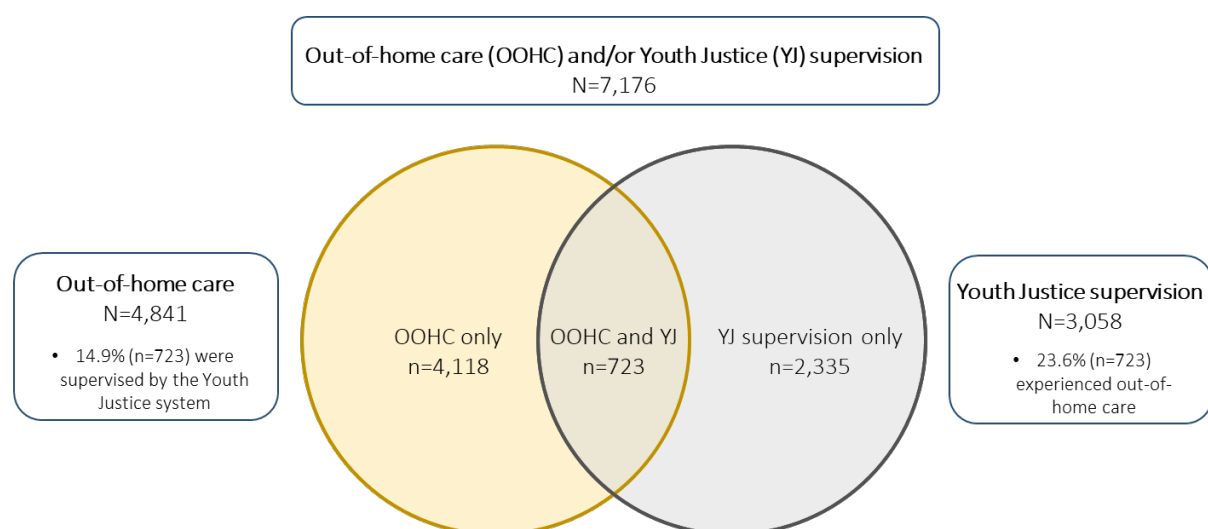 Out-of-home care (OOHC) and/or Youth Justice (YJ) supervision
N=7,176
Out-of-home care
N=4,841
• 14.9% (n=723) were
supervised by the Youth
Justice system
OOHC only
n=4,118
OOHC and YJ
n=723
YJ supervision only
n=2,335
Youth Justice supervision
N=3,058
• 23.6% (n=723)
experienced out-of-
home care